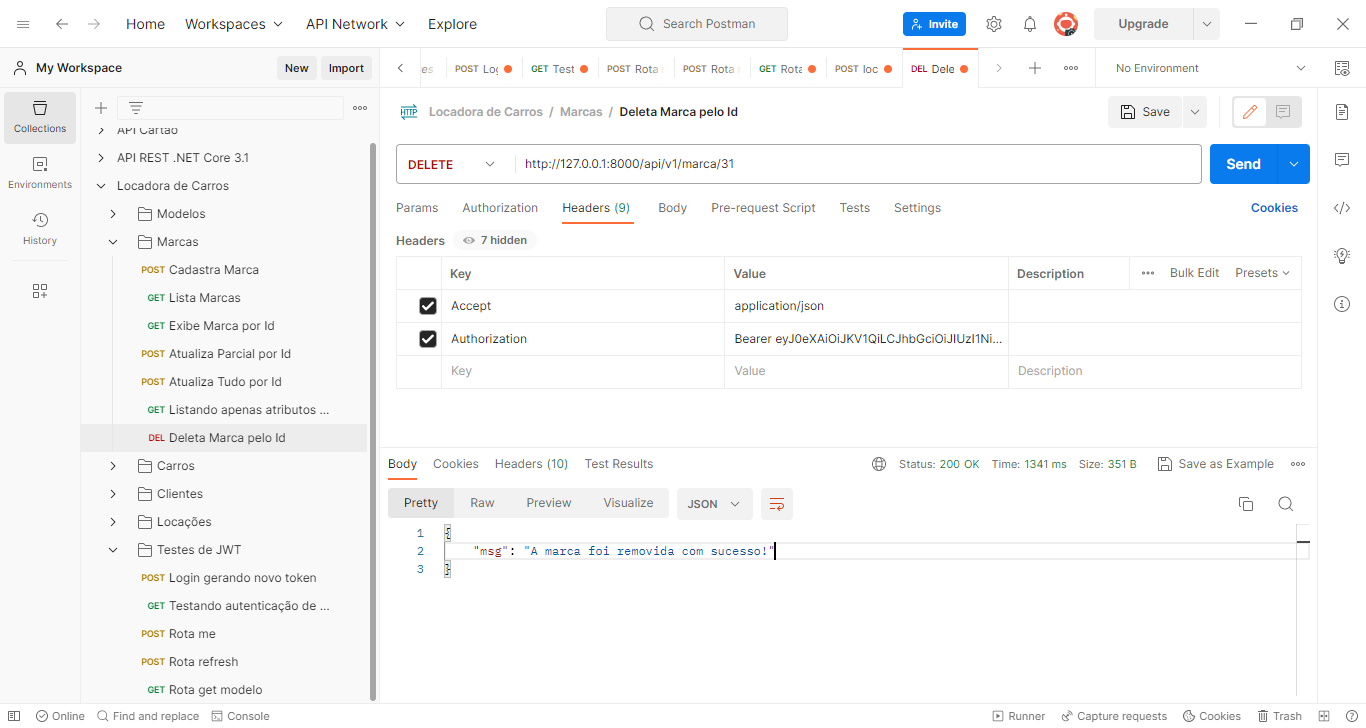 Home Workspaces API Network Explore Search Postman Invite Upgrade
My Workspace New Import
POST Loc GET Test POST Rota POST Rota GET Rota POST loc DEL Dele No Environment
Collections
Environments
History
API Cartão
API REST .NET Core 3.1
Locadora de Carros
Modelos
Marcas
POST Cadastra Marca
GET Lista Marcas
GET Exibe Marca por Id
POST Atualiza Parcial por Id
POST Atualiza Tudo por Id
GET Listando apenas atributos ...
DEL Deleta Marca pelo Id
Carros
Clientes
Locações
Testes de JWT
POST Login gerando novo token
GET Testando autenticação de ...
POST Rota me
POST Rota refresh
GET Rota get modelo
HTTP Locadora de Carros / Marcas / Deleta Marca pelo Id Save
DELETE http://127.0.0.1:8000/api/v1/marca/31 Send
Params Authorization Headers (9) Body Pre-request Script Tests Settings Cookies
Headers 7 hidden
Key Value Description Bulk Edit Presets
Accept application/json
Authorization Bearer eyJ0eXAiOiJKV1QiLCJhbGciOiJIUzI1Ni...
Key Value Description
Body Cookies Headers (10) Test Results Status: 200 OK Time: 1341 ms Size: 351 B Save as Example
Pretty Raw Preview Visualize JSON
1 {
2 "msg": "A marca foi removida com sucesso!"
3 }
Online Find and replace Console Runner Capture requests Cookies Trash